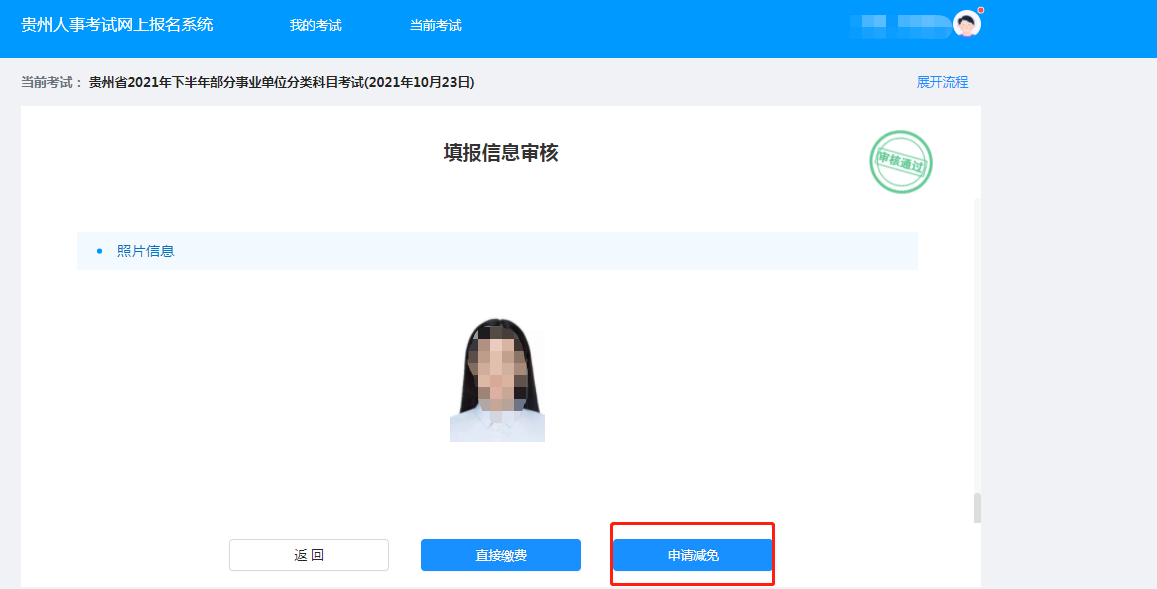 贵州人事考试网上报名系统 我的考试 当前考试
当前考试： 贵州省2021年下半年部分事业单位分类科目考试(2021年10月23日) 展开流程
填报信息审核
审核通过
照片信息
返 回 直接缴费 申请减免